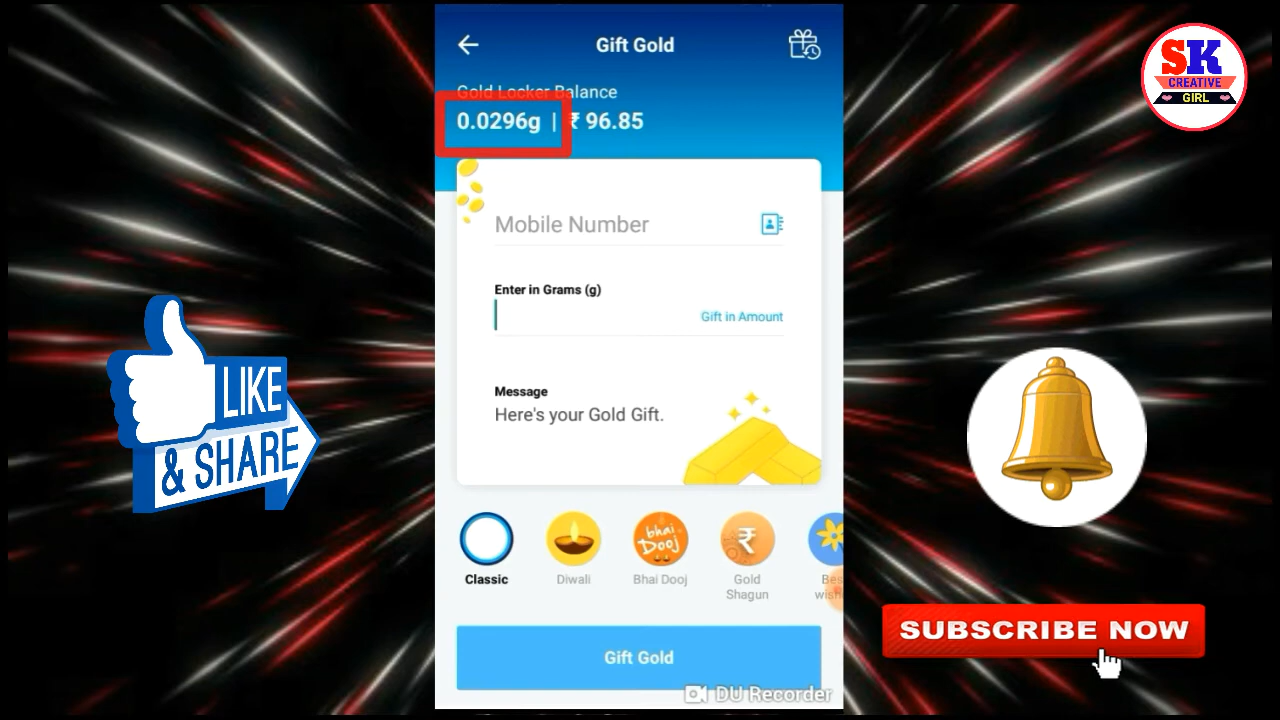 Gift Gold
Gold Locker Balance
0.0296g | ₹ 96.85
Mobile Number
Enter in Grams (g)
Gift in Amount
Message
Here's your Gold Gift.
bhai
Dooj
Classic
Diwali
Bhai Dooj
Gold
Shagun
Bes
wish
Gift Gold
DU Recorder
LIKE
& SHARE
SK
CREATIVE
GIRL
SUBSCRIBE NOW